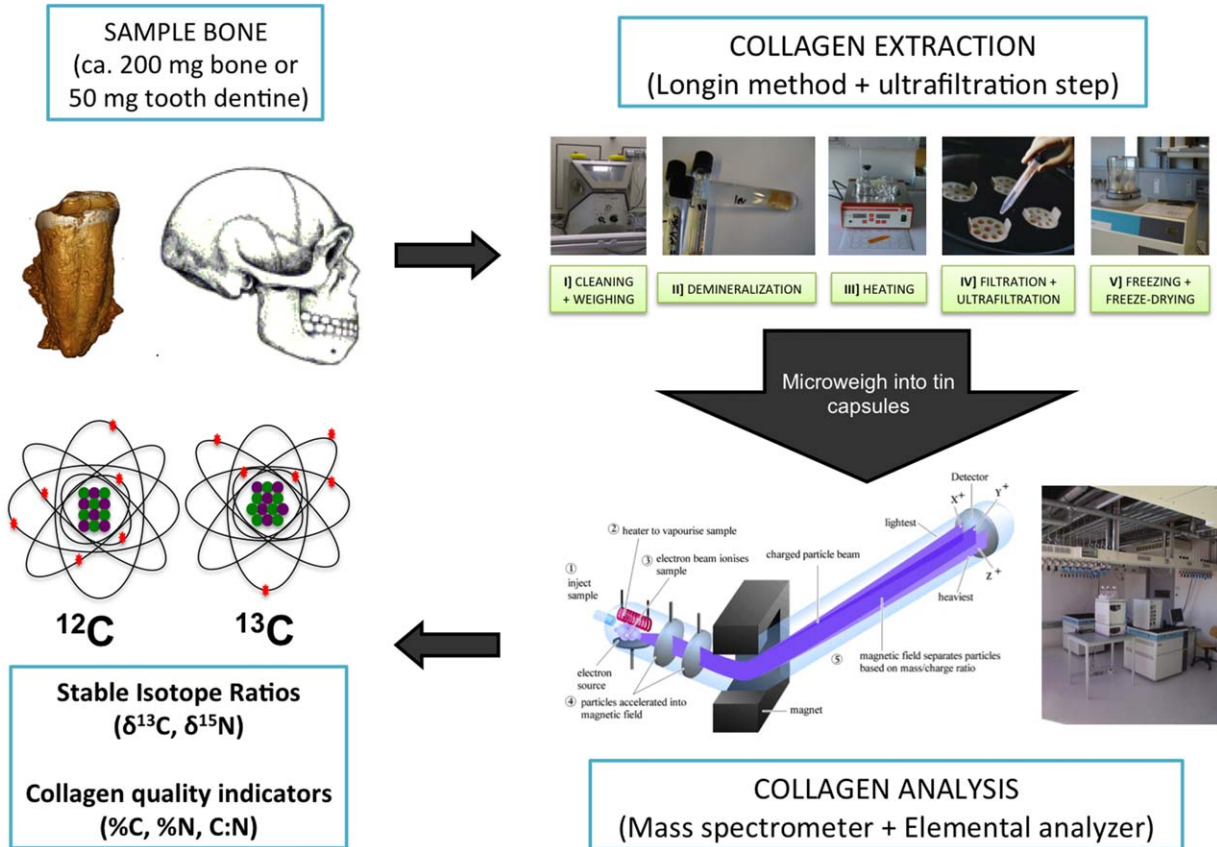 SAMPLE BONE
(ca. 200 mg bone or
50 mg tooth dentine)
COLLAGEN EXTRACTION
(Longin method + ultrafiltration step)
I] CLEANING
+ WEIGHING
II] DEMINERALIZATION
III] HEATING
IV] FILTRATION +
ULTRAFILTRATION
V] FREEZING +
FREEZE-DRYING
Microweigh into tin
capsules
Detector
X⁺
Y⁺
Z⁺
lightest
heaviest
charged particle beam
① inject
sample
② heater to vapourise sample
③ electron beam ionises
sample
electron
source
④ particles accelerated into
magnetic field
⑤
magnetic field separates particles
based on mass/charge ratio
magnet
COLLAGEN ANALYSIS
(Mass spectrometer + Elemental analyzer)
¹²C
¹³C
Stable Isotope Ratios
(δ¹³C, δ¹⁵N)
Collagen quality indicators
(%C, %N, C:N)